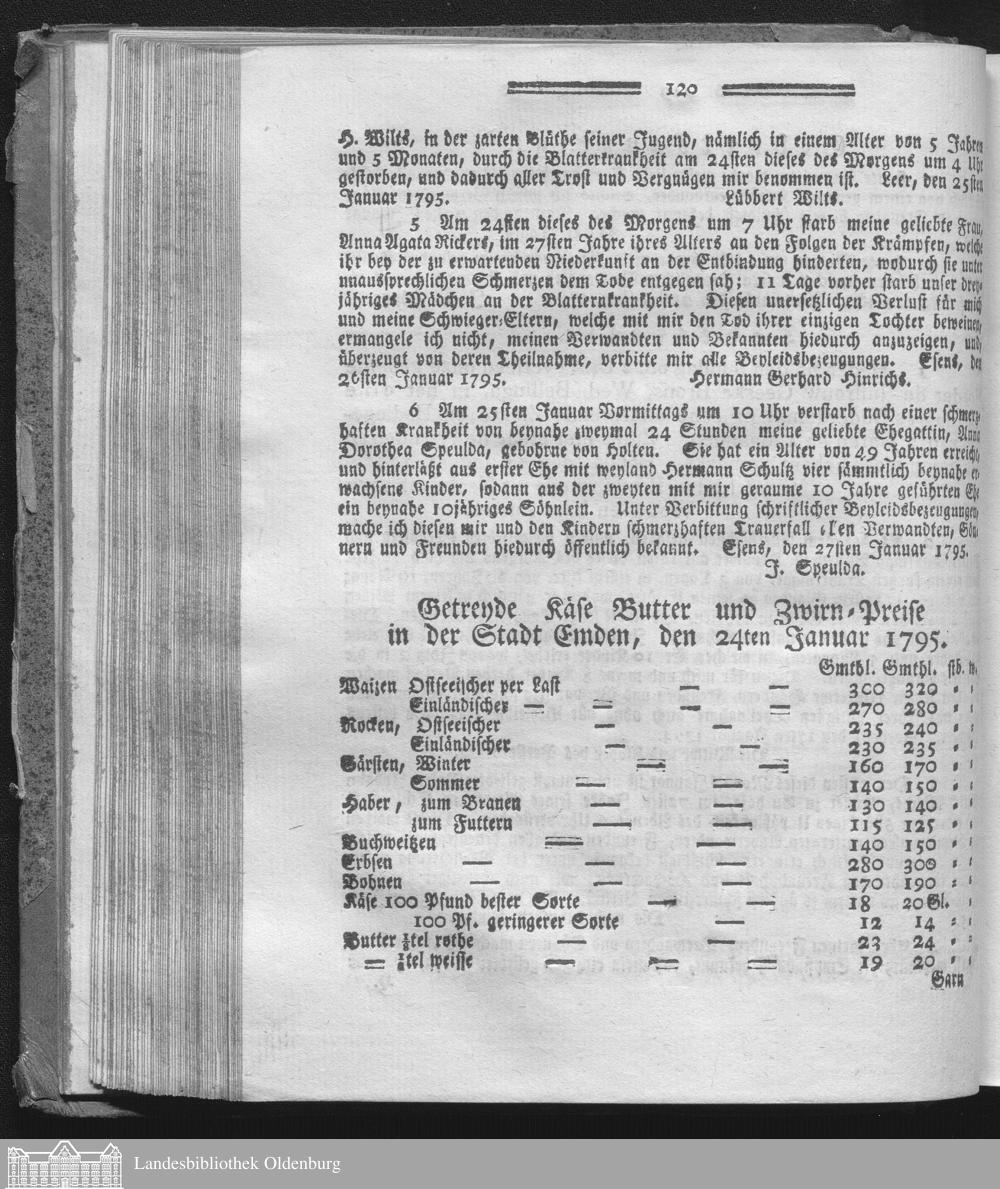 120
H. Wilts, in der zarten Blüthe seiner Jugend, nämlich in einem Alter von 5 Jahren
und 5 Monaten, durch die Blatterkrankheit am 24sten dieses des Morgens um 4 Uhr
gestorben, und dadurch aller Trost und Vergnügen mir benommen ist. Leer, den 25sten
Januar 1795. Lübbert Wilts.
5 Am 24sten dieses des Morgens um 7 Uhr starb meine geliebte Frau,
Anna Agata Rickers, im 27sten Jahre ihres Alters an den Folgen der Krämpfen, welche
ihr bey der zu erwartenden Niederkunft an der Entbindung hinderten, wodurch sie unter
unaussprechlichen Schmerzen dem Tode entgegen sah; 11 Tage vorher starb unser drey-
jähriges Mädchen an der Blatternkrankheit. Diesen unersetzlichen Verlust für mich
und meine Schwieger-Eltern, welche mit mir den Tod ihrer einzigen Tochter beweinen,
ermangele ich nicht, meinen Verwandten und Bekannten hiedurch anzuzeigen, und
überzeugt von deren Theilnahme, verbitte mir alle Beyleidsbezeugungen. Esens, den
26sten Januar 1795. Hermann Gerhard Hinrichs.
6 Am 25sten Januar Vormittags um 10 Uhr verstarb nach einer schmerz-
haften Krankheit von beynahe zweymal 24 Stunden meine geliebte Ehegattin, Anna
Dorothea Speulda, gebohrne von Holten. Sie hat ein Alter von 49 Jahren erreicht,
und hinterläßt aus erster Ehe mit weyland Hermann Schultz vier sämmtlich beynahe er-
wachsene Kinder, sodann aus der zweyten mit mir geraume 10 Jahre geführten Ehe
ein beynahe 10jähriges Söhnlein. Unter Verbittung schriftlicher Beyleidsbezeugungen,
mache ich diesen mir und den Kindern schmerzhaften Trauerfall allen Verwandten, Gön-
nern und Freunden hiedurch öffentlich bekannt. Esens, den 27sten Januar 1795.
J. Speulda.
Getreyde Käse Butter und Zwirn-Preise
in der Stadt Emden, den 24ten Januar 1795.
Gmthl. Gmthl. stb. w.
Waizen Ostseeischer per Last — — 300 320 " "
Einländischer — — — — 270 280 " "
Rocken, Ostseeischer — — 235 240 " "
Einländischer — — 230 235 " "
Gärsten, Winter — — 160 170 " "
Sommer — — 140 150 " "
Haber, zum Brauen — — 130 140 " "
zum Futtern — — 115 125 " "
Buchweitzen — — 140 150 " "
Erbsen — — — 280 300 " "
Bohnen — — — 170 190 " "
Käse 100 Pfund bester Sorte — — 18 20 Gl. "
100 Pf. geringerer Sorte — 12 14 " "
Butter 1/8tel rothe — — 23 24 " "
— 1/8tel weisse — — — 19 20 " "
Garn
Landesbibliothek Oldenburg